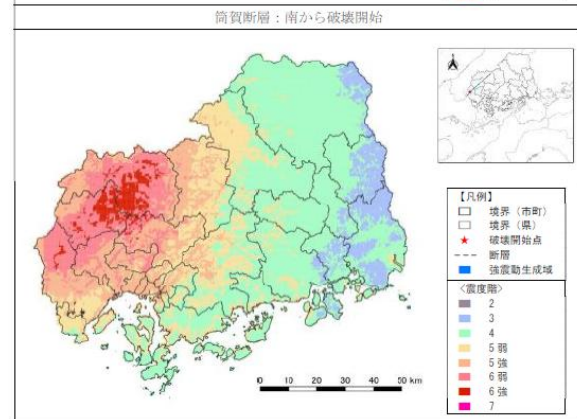 筒賀断層：南から破壊開始
【凡例】
境界（市町）
境界（県）
破壊開始点
断層
強震動生成域
〈震度階〉
2
3
4
5 弱
5 強
6 弱
6 強
7
0 10 20 30 40 50 km